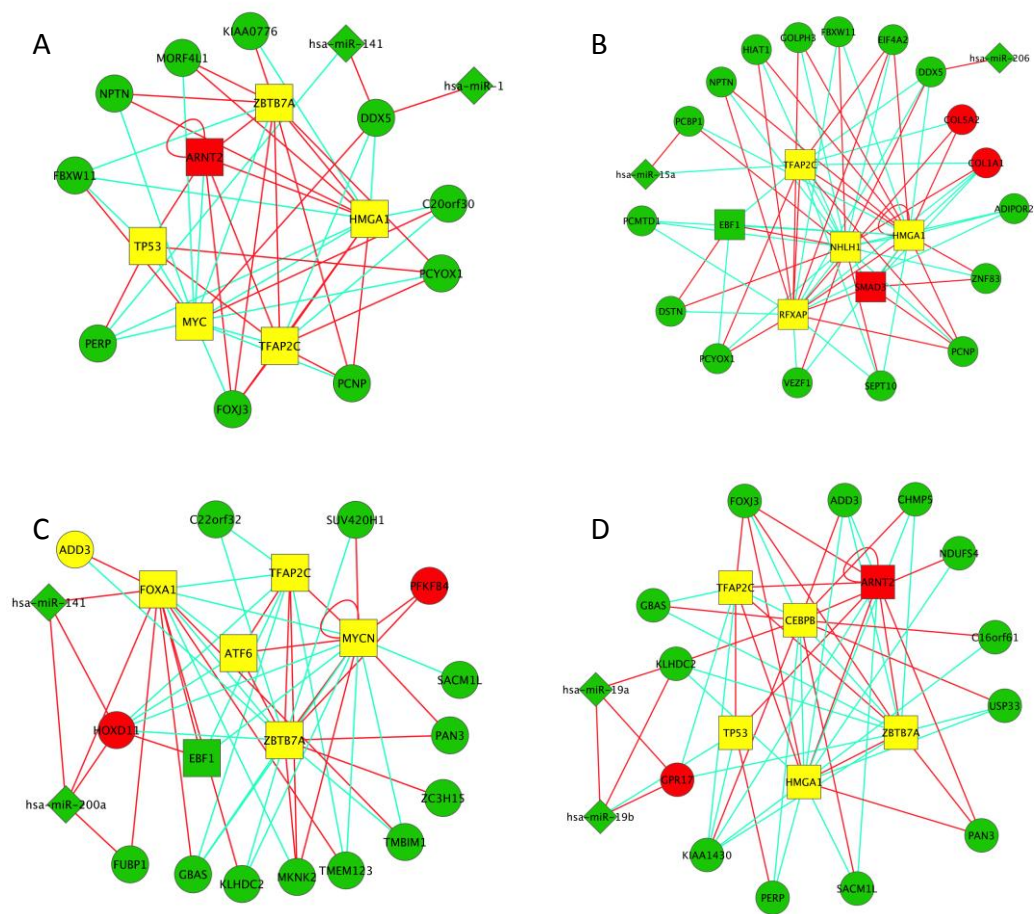 A
KIAA0776
hsa-miR-141
MORF4L1
hsa-miR-1
NPTN
ZBTB7A
DDX5
ARNT2
FBXW11
C20orf30
HMGA1
TP53
PCYOX1
MYC
PERP
TFAP2C
PCNP
FOXJ3
B
GOLPH3
FBXW11
EIF4A2
HIAT1
hsa-miR-206
DDX5
NPTN
PCBP1
COL5A2
TFAP2C
COL1A1
hsa-miR-15a
ADIPOR2
PCMTD1
EBF1
HMGA1
NHLH1
ZNF83
SMAD3
DSTN
RFXAP
PCNP
PCYOX1
VEZF1
SEPT10
C
C22orf32
SUV420H1
ADD3
TFAP2C
PFKFB4
FOXA1
hsa-miR-141
MYCN
ATF6
SACM1L
HOXD11
ZBTB7A
PAN3
EBF1
ZC3H15
hsa-miR-200a
TMBIM1
FUBP1
GBAS
KLHDC2
MKNK2
TMEM123
D
FOXJ3
ADD3
CHMP5
NDUFS4
ARNT2
TFAP2C
GBAS
CEBPB
C16orf61
KLHDC2
hsa-miR-19a
USP33
TP53
ZBTB7A
GPR17
HMGA1
hsa-miR-19b
PAN3
KIAA1430
SACM1L
PERP